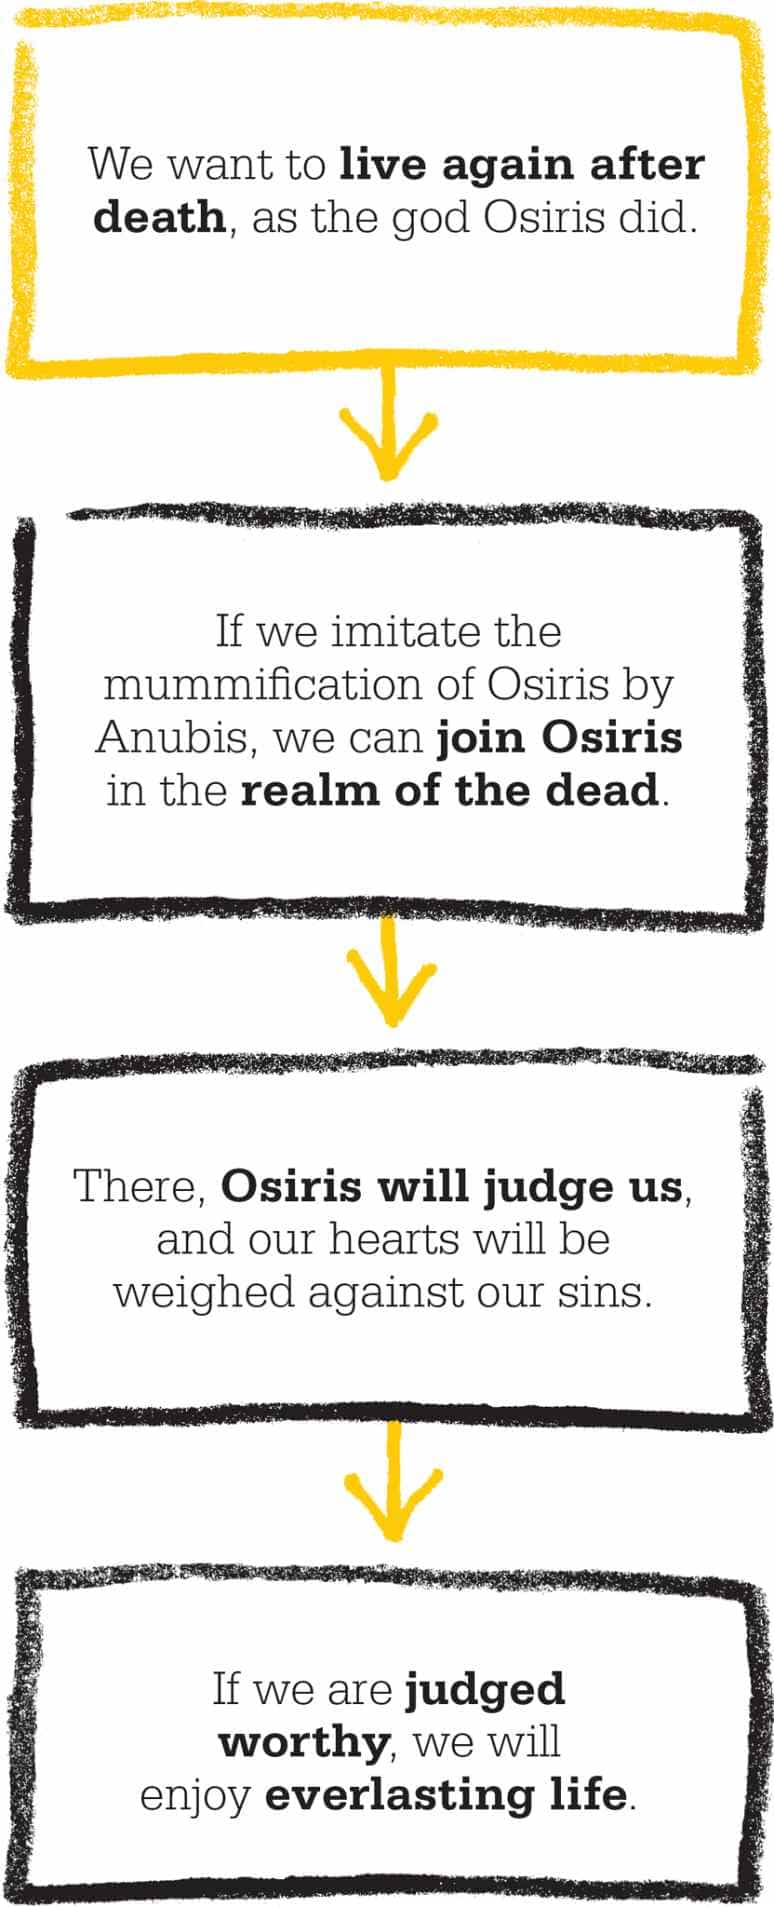 We want to live again after
death, as the god Osiris did.
If we imitate the
mummification of Osiris by
Anubis, we can join Osiris
in the realm of the dead.
There, Osiris will judge us,
and our hearts will be
weighed against our sins.
If we are judged
worthy, we will
enjoy everlasting life.